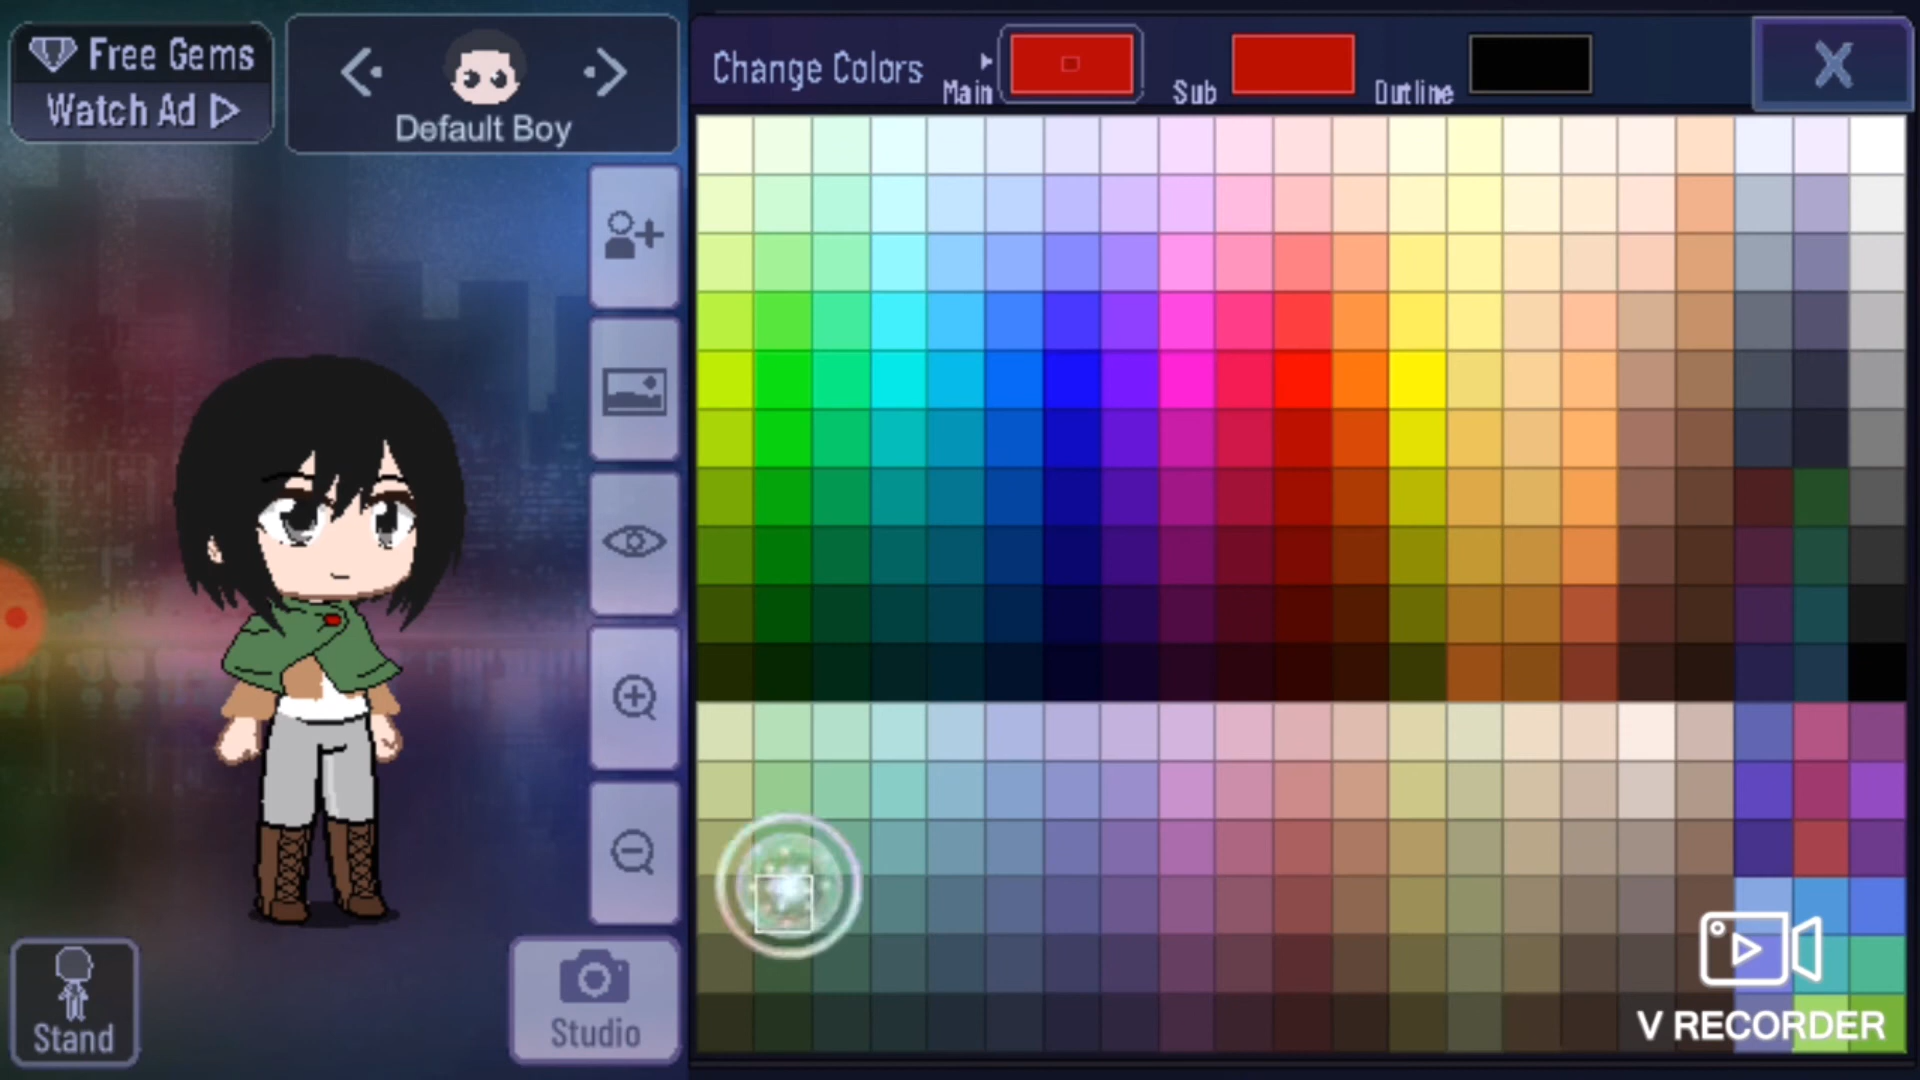 Free Gems
Watch Ad
Default Boy
Change Colors
Main
Sub
Outline
X
Stand
Studio
V RECORDER